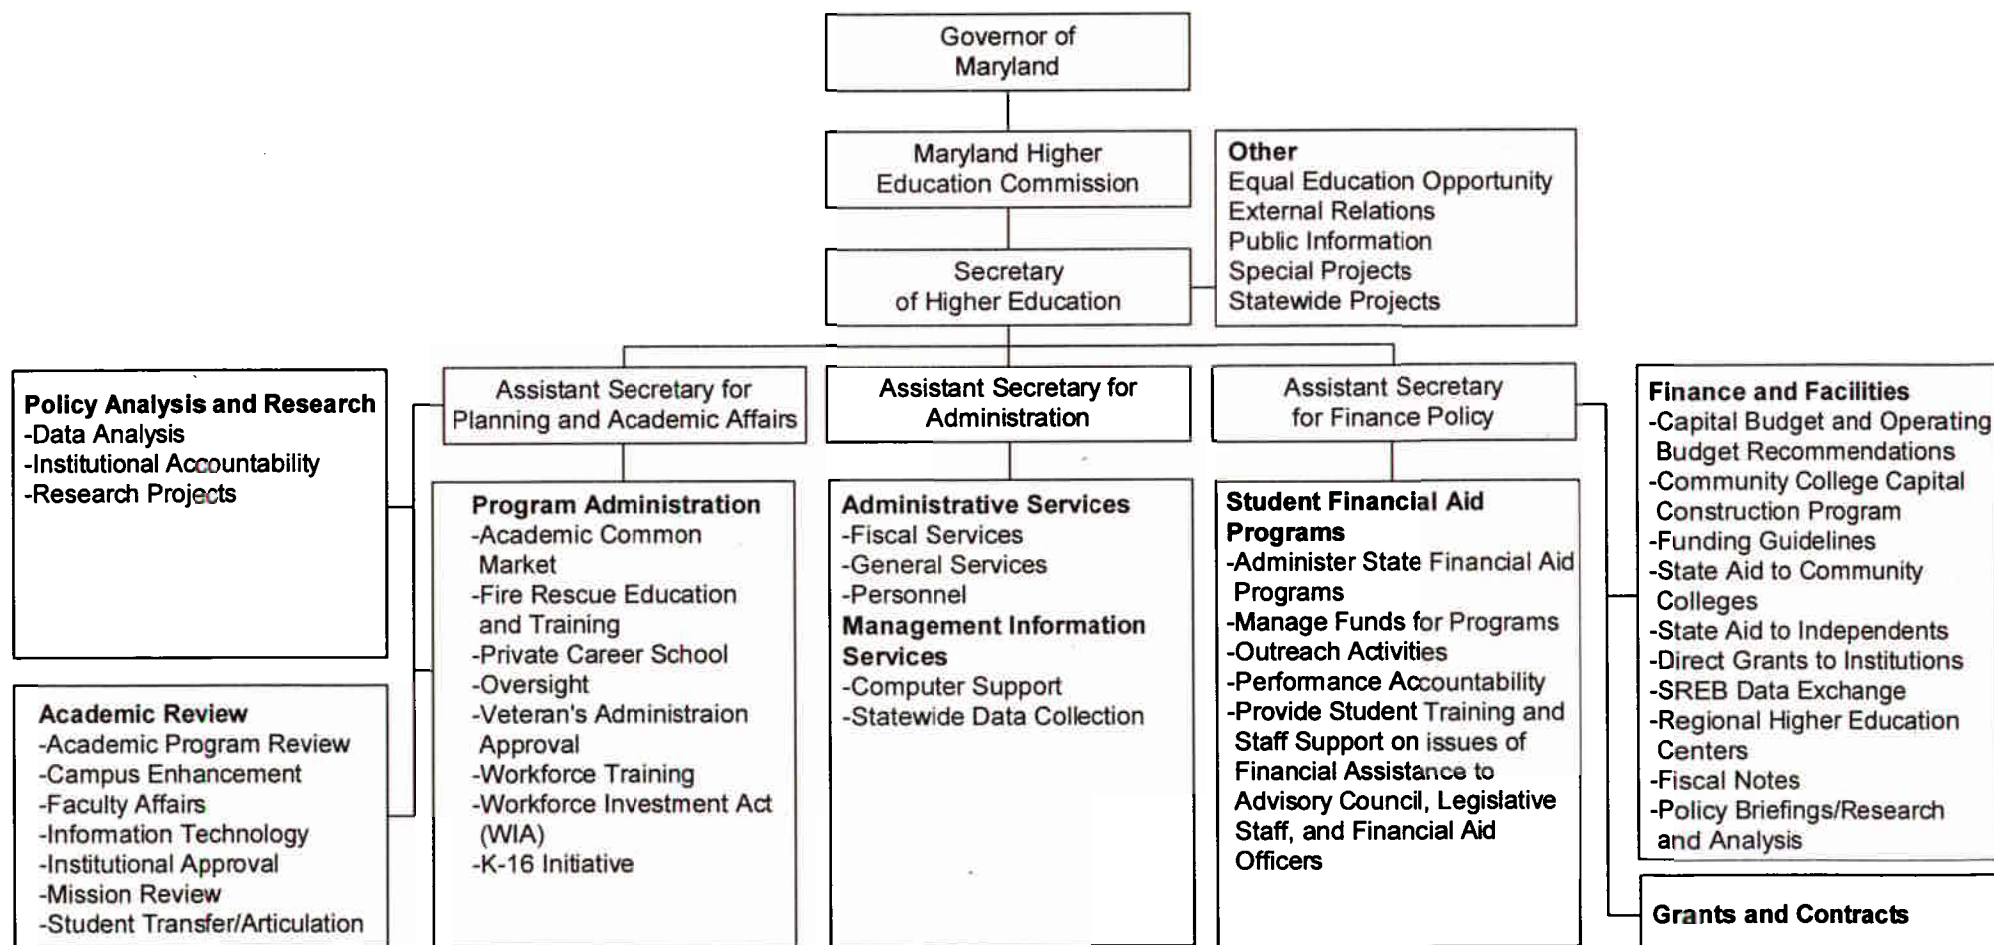 Governor of
Maryland
Maryland Higher
Education Commission
Other
Equal Education Opportunity
External Relations
Public Information
Special Projects
Statewide Projects
Secretary
of Higher Education
Policy Analysis and Research
-Data Analysis
-Institutional Accountability
-Research Projects
Assistant Secretary for
Planning and Academic Affairs
Assistant Secretary for
Administration
Assistant Secretary
for Finance Policy
Finance and Facilities
-Capital Budget and Operating
Budget Recommendations
-Community College Capital
Construction Program
-Funding Guidelines
-State Aid to Community
Colleges
-State Aid to Independents
-Direct Grants to Institutions
-SREB Data Exchange
-Regional Higher Education
Centers
-Fiscal Notes
-Policy Briefings/Research
and Analysis
Program Administration
-Academic Common
Market
-Fire Rescue Education
and Training
-Private Career School
-Oversight
-Veteran's Administraion
Approval
-Workforce Training
-Workforce Investment Act
(WIA)
-K-16 Initiative
Administrative Services
-Fiscal Services
-General Services
-Personnel
Management Information
Services
-Computer Support
-Statewide Data Collection
Student Financial Aid
Programs
-Administer State Financial Aid
Programs
-Manage Funds for Programs
-Outreach Activities
-Performance Accountability
-Provide Student Training and
Staff Support on issues of
Financial Assistance to
Advisory Council, Legislative
Staff, and Financial Aid
Officers
Academic Review
-Academic Program Review
-Campus Enhancement
-Faculty Affairs
-Information Technology
-Institutional Approval
-Mission Review
-Student Transfer/Articulation
Grants and Contracts